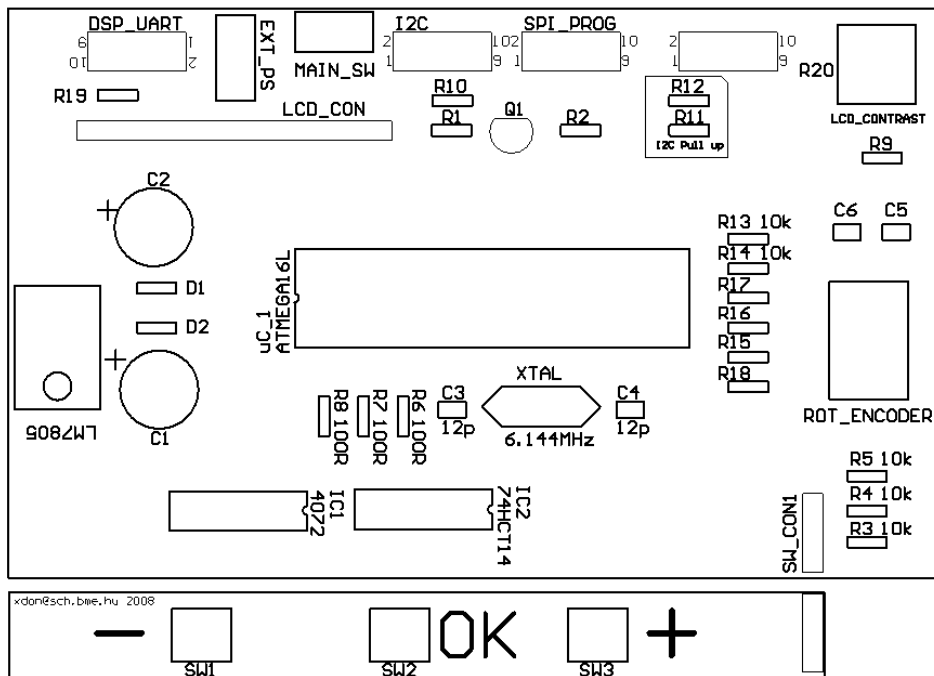 DSP_UART
9
10
1
2
EXT_PS
MAIN_SW
I2C
2
1
10
9
SPI_PROG
2
1
10
9
2
1
10
9
R20
LCD_CONTRAST
R19
LCD_CON
R10
R1
Q1
R2
R12
R11
I2C Pull up
R9
C2
+
C6
C5
R13 10k
R14 10k
R17
R16
R15
R18
D1
D2
uC_1
ATMEGA16L
+
C1
LM7805
XTAL
6.144MHz
C3
12p
C4
12p
R8 100R
R7 100R
R6 100R
ROT_ENCODER
IC1
4072
IC2
74HCT14
SW_CON1
R5 10k
R4 10k
R3 10k
xdon@sch.bme.hu 2008
-
SW1
SW2
OK
SW3
+